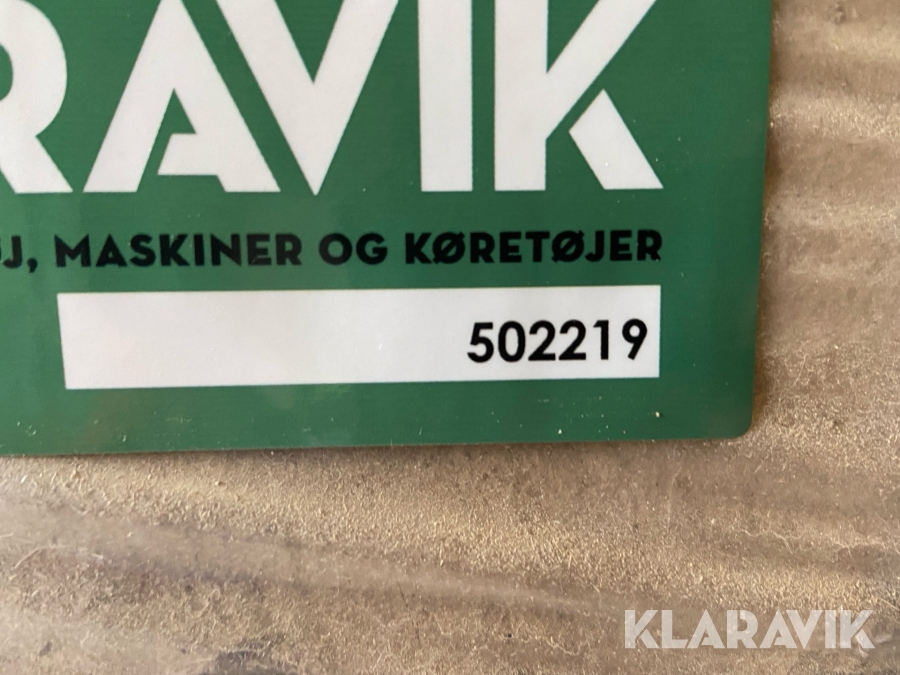 RAVIK
J, MASKINER OG KØRETØJER
502219
KLARAVIK